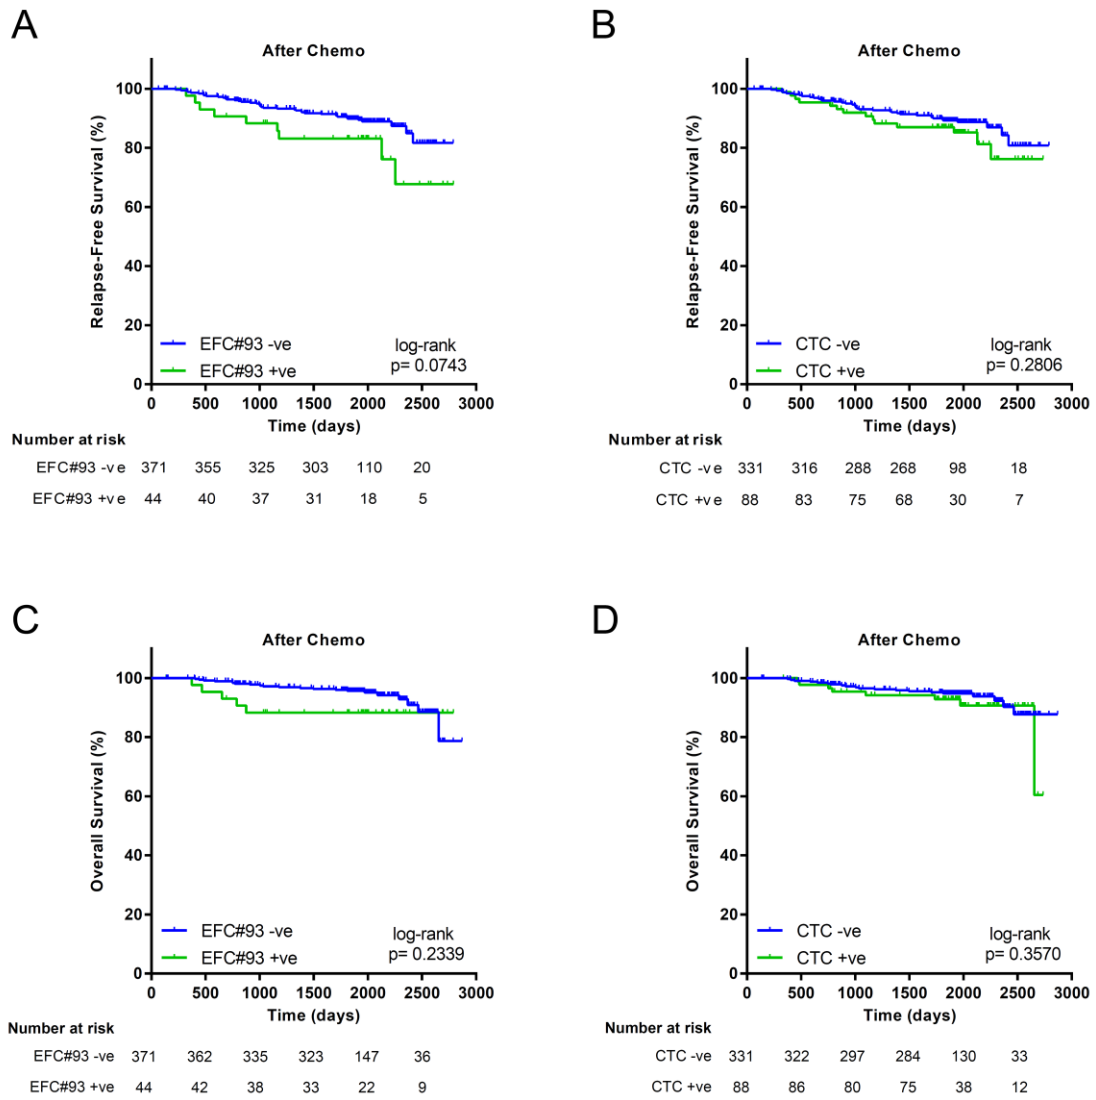 A
After Chemo
Relapse-Free Survival (%)
100
80
60
40
20
0
EFC#93 -ve
EFC#93 +ve
log-rank
p= 0.0743
0 500 1000 1500 2000 2500 3000
Time (days)
Number at risk
EFC#93 -ve 371 355 325 303 110 20
EFC#93 +ve 44 40 37 31 18 5
B
After Chemo
Relapse-Free Survival (%)
100
80
60
40
20
0
CTC -ve
CTC +ve
log-rank
p= 0.2806
0 500 1000 1500 2000 2500 3000
Time (days)
Number at risk
CTC -ve 331 316 288 268 98 18
CTC +ve 88 83 75 68 30 7
C
After Chemo
Overall Survival (%)
100
80
60
40
20
0
EFC#93 -ve
EFC#93 +ve
log-rank
p= 0.2339
0 500 1000 1500 2000 2500 3000
Time (days)
Number at risk
EFC#93 -ve 371 362 335 323 147 36
EFC#93 +ve 44 42 38 33 22 9
D
After Chemo
Overall Survival (%)
100
80
60
40
20
0
CTC -ve
CTC +ve
log-rank
p= 0.3570
0 500 1000 1500 2000 2500 3000
Time (days)
Number at risk
CTC -ve 331 322 297 284 130 33
CTC +ve 88 86 80 75 38 12